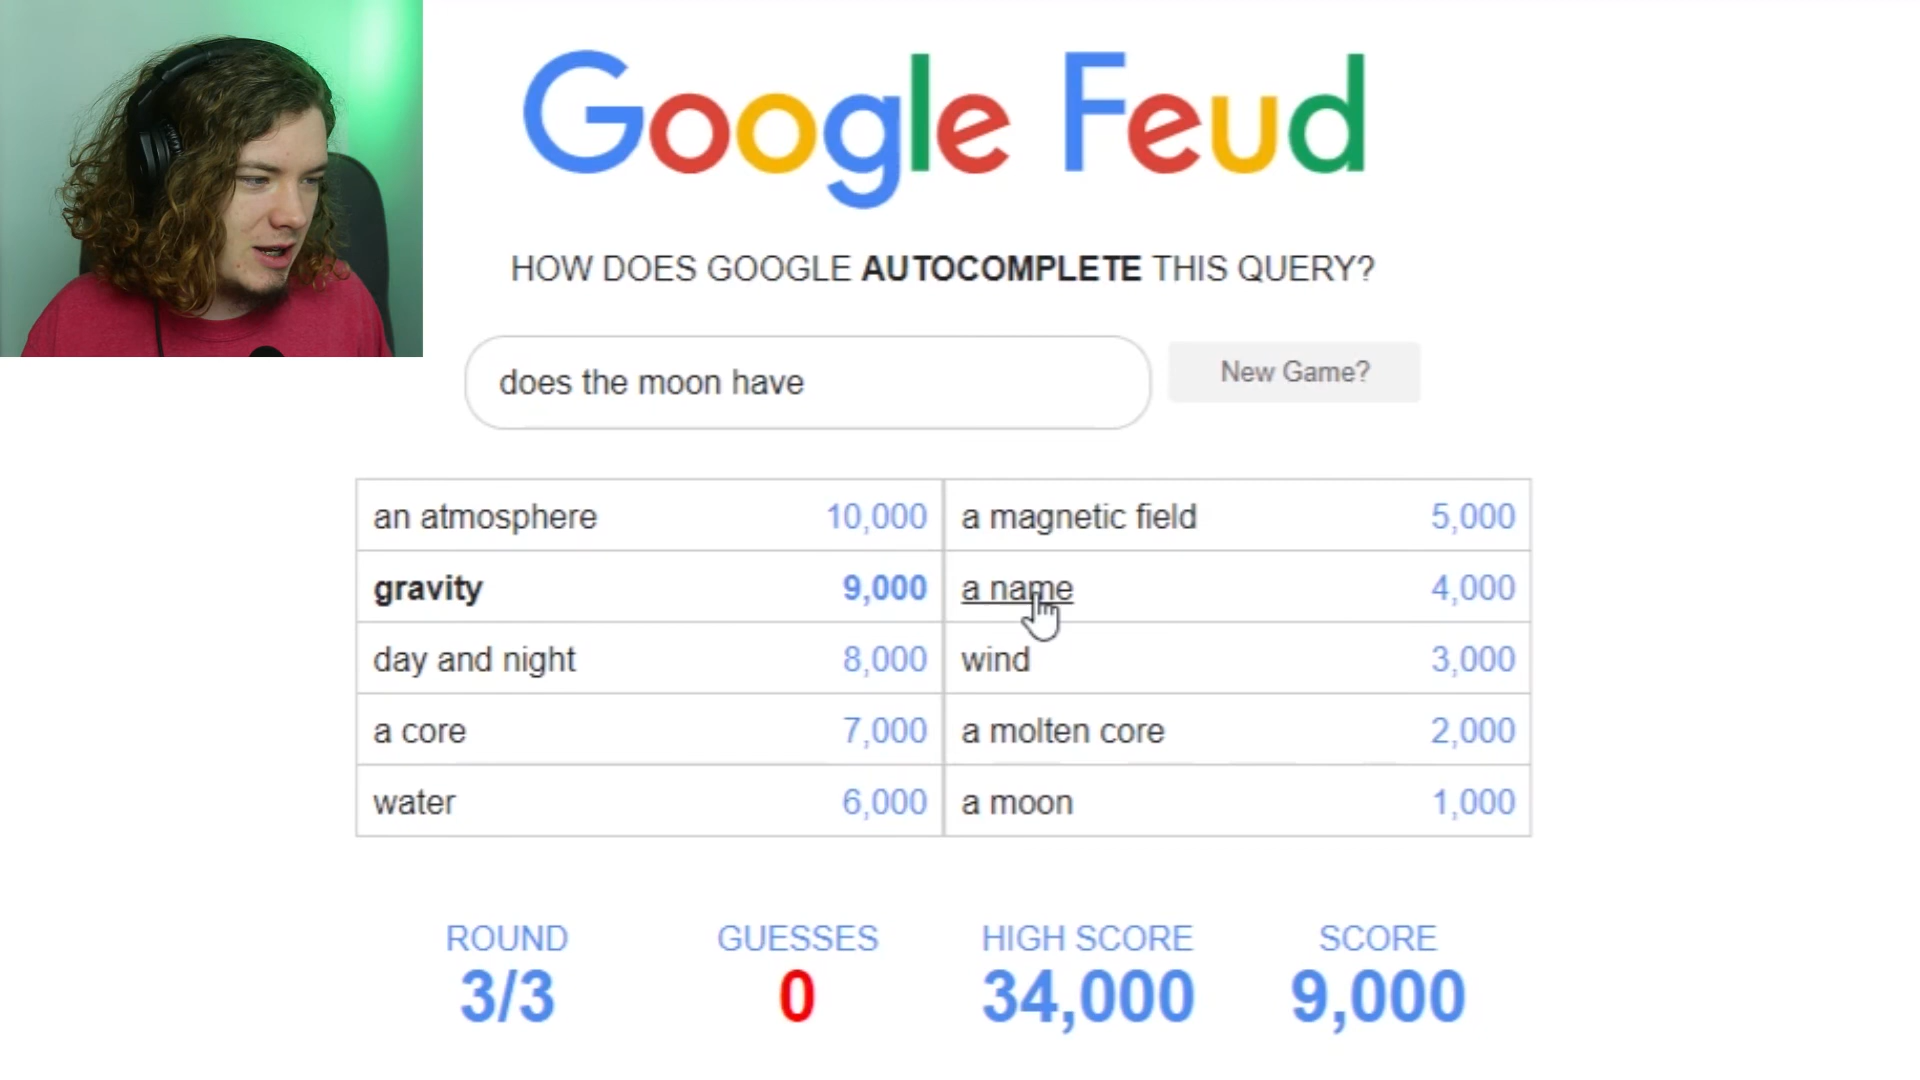 Google Feud
HOW DOES GOOGLE AUTOCOMPLETE THIS QUERY?
does the moon have
New Game?
an atmosphere 10,000 a magnetic field 5,000
gravity 9,000 a name 4,000
day and night 8,000 wind 3,000
a core 7,000 a molten core 2,000
water 6,000 a moon 1,000
ROUND GUESSES HIGH SCORE SCORE
3/3 0 34,000 9,000